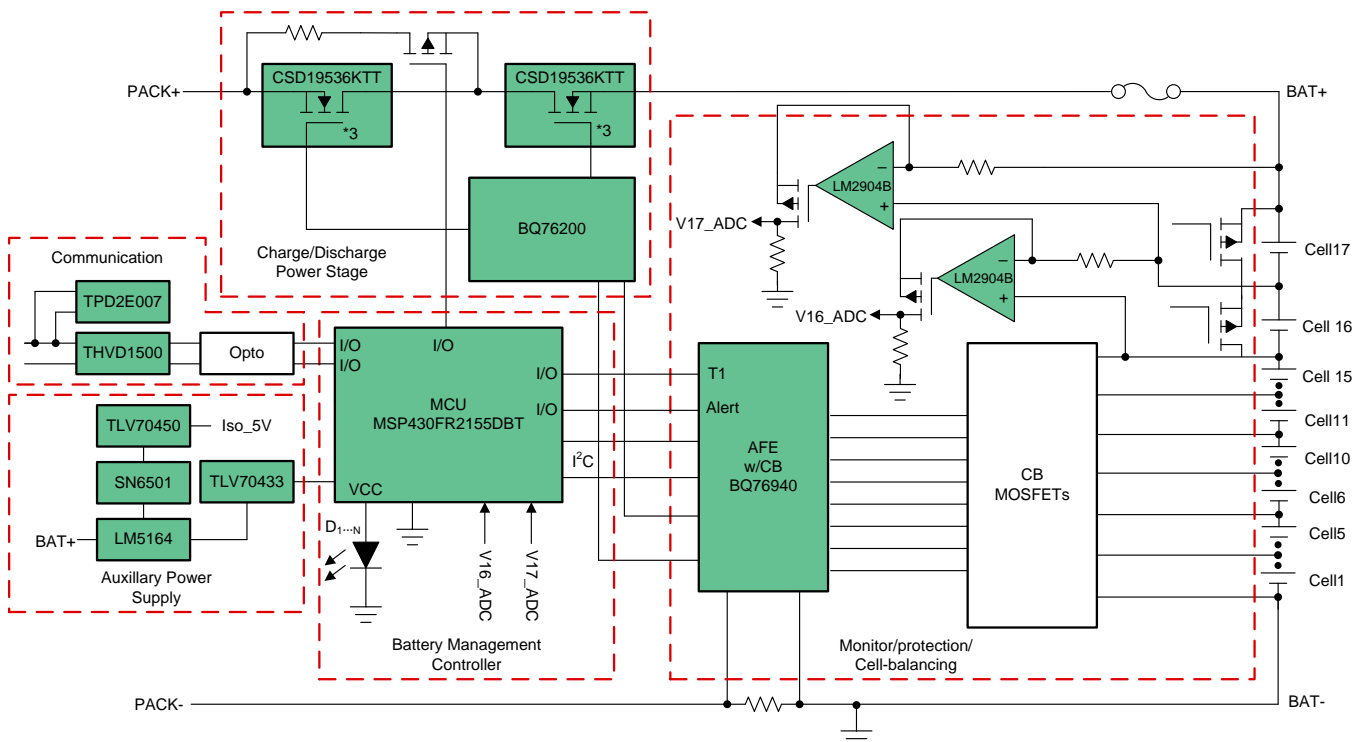 CSD19536KTT
*3
CSD19536KTT
*3
PACK+
BAT+
BQ76200
Charge/Discharge
Power Stage
LM2904B
−
+
V17_ADC
LM2904B
−
+
V16_ADC
Cell17
Cell 16
Cell 15
Cell11
Cell10
Cell6
Cell5
Cell1
Communication
TPD2E007
THVD1500
Opto
I/O
I/O
I/O
I/O
I/O
MCU
MSP430FR2155DBT
I²C
VCC
D1...N
V16_ADC
V17_ADC
Battery Management
Controller
T1
Alert
AFE
w/CB
BQ76940
CB
MOSFETs
Monitor/protection/
Cell-balancing
TLV70450
Iso_5V
SN6501
TLV70433
BAT+
LM5164
Auxillary Power
Supply
PACK-
BAT-